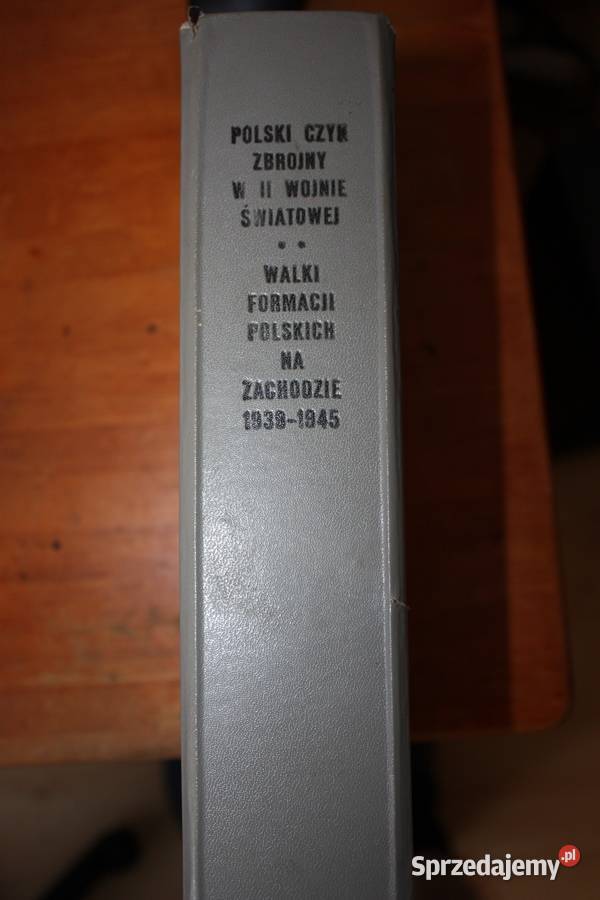 POLSKI CZYN
ZBROJNY
W II WOJNIE
ŚWIATOWEJ
• •
WALKI
FORMACJI
POLSKICH
NA
ZACHODZIE
1939-1945
Sprzedajemy.pl